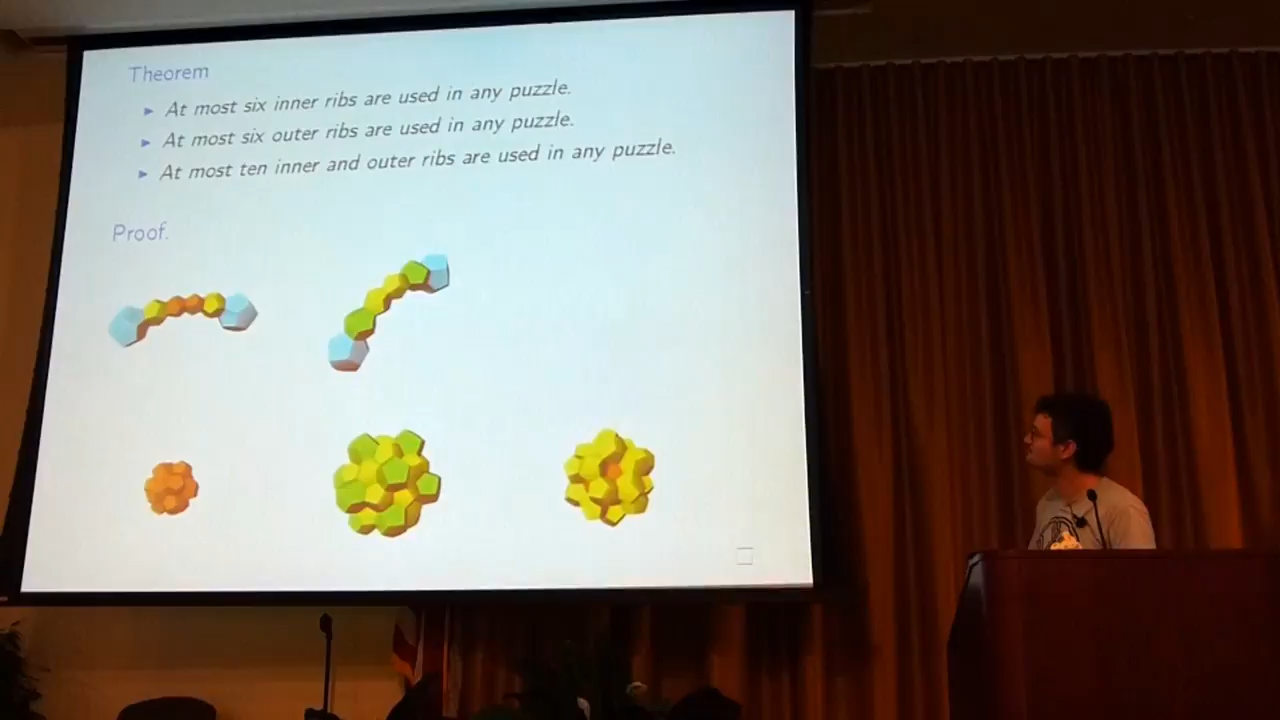 Theorem
► At most six inner ribs are used in any puzzle.
► At most six outer ribs are used in any puzzle.
► At most ten inner and outer ribs are used in any puzzle.
Proof.